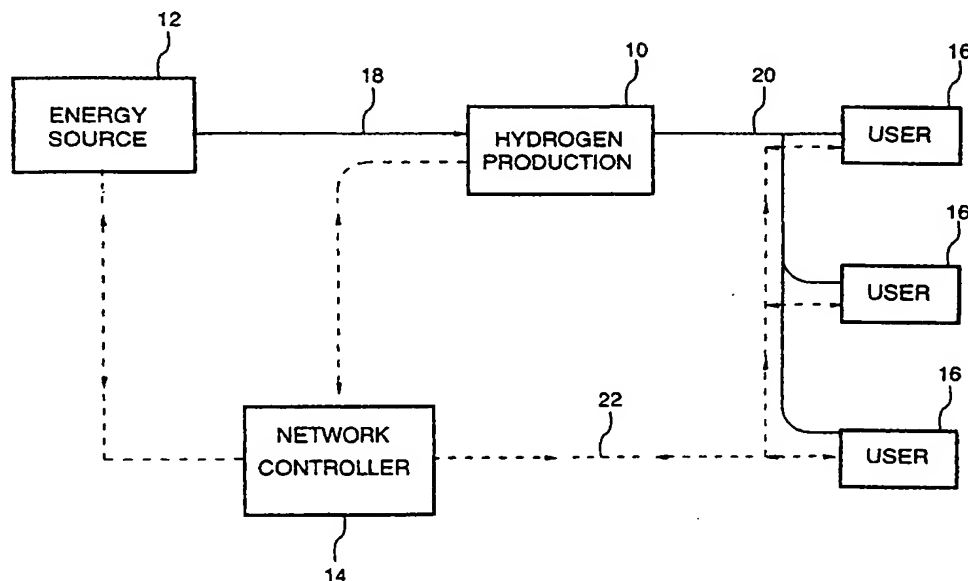 12
18
10
20
16
ENERGY
SOURCE
HYDROGEN
PRODUCTION
USER
16
USER
16
USER
22
NETWORK
CONTROLLER
14